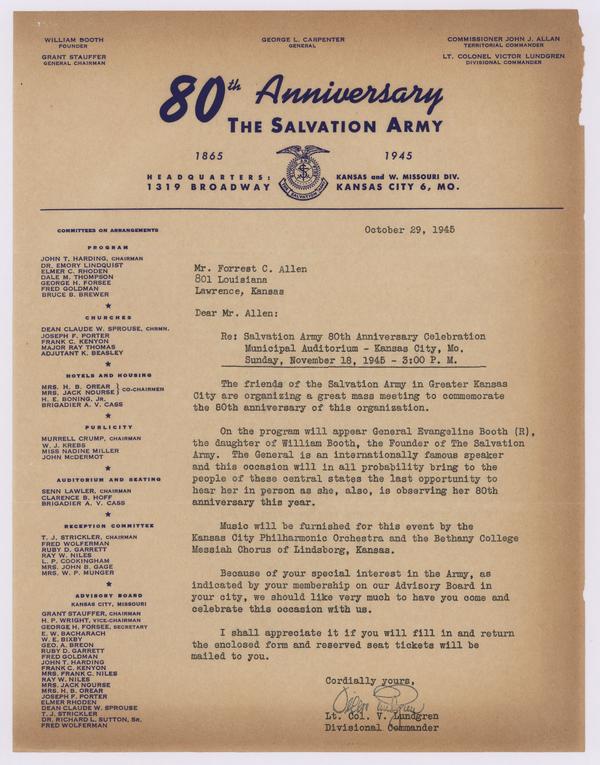 WILLIAM BOOTH
FOUNDER
GRANT STAUFFER
GENERAL CHAIRMAN
GEORGE L. CARPENTER
GENERAL
COMMISSIONER JOHN J. ALLAN
TERRITORIAL COMMANDER
LT. COLONEL VICTOR LUNDGREN
DIVISIONAL COMMANDER
80th Anniversary
THE SALVATION ARMY
1865 1945
HEADQUARTERS:
1319 BROADWAY
KANSAS and W. MISSOURI DIV.
KANSAS CITY 6, MO.
COMMITTEES ON ARRANGEMENTS
PROGRAM
JOHN T. HARDING, CHAIRMAN
DR. EMORY LINDQUIST
ELMER C. RHODEN
DALE M. THOMPSON
GEORGE H. FORSEE
FRED GOLDMAN
BRUCE B. BREWER
CHURCHES
DEAN CLAUDE W. SPROUSE, CHRMN.
JOSEPH F. PORTER
FRANK C. KENYON
MAJOR RAY THOMAS
ADJUTANT K. BEASLEY
HOTELS AND HOUSING
MRS. H. B. OREAR
MRS. JACK NOURSE } CO-CHAIRMEN
H. E. BONING, JR.
BRIGADIER A. V. CASS
PUBLICITY
MURRELL CRUMP, CHAIRMAN
W. J. KREBS
MISS NADINE MILLER
JOHN McDERMOT
AUDITORIUM AND SEATING
SENN LAWLER, CHAIRMAN
CLARENCE B. HOFF
BRIGADIER A. V. CASS
RECEPTION COMMITTEE
T. J. STRICKLER, CHAIRMAN
FRED WOLFERMAN
RUBY D. GARRETT
RAY W. NILES
L. P. COOKINGHAM
MRS. JOHN B. GAGE
MRS. W. P. MUNGER
ADVISORY BOARD
KANSAS CITY, MISSOURI
GRANT STAUFFER, CHAIRMAN
H. P. WRIGHT, VICE-CHAIRMAN
GEORGE H. FORSEE, SECRETARY
E. W. BACHARACH
W. E. BIXBY
GEO. A. BREON
RUBY D. GARRETT
FRED GOLDMAN
JOHN T. HARDING
FRANK C. KENYON
MRS. FRANK C. NILES
RAY W. NILES
MRS. JACK NOURSE
MRS. H. B. OREAR
JOSEPH F. PORTER
ELMER RHODEN
DEAN CLAUDE W. SPROUSE
T. J. STRICKLER
DR. RICHARD L. SUTTON, SR.
FRED WOLFERMAN
October 29, 1945
Mr. Forrest C. Allen
801 Louisiana
Lawrence, Kansas
Dear Mr. Allen:
Re: Salvation Army 80th Anniversary Celebration
Municipal Auditorium - Kansas City, Mo.
Sunday, November 18, 1945 - 3:00 P. M.
The friends of the Salvation Army in Greater Kansas
City are organizing a great mass meeting to commemorate
the 80th anniversary of this organization.
On the program will appear General Evangeline Booth (R),
the daughter of William Booth, the Founder of The Salvation
Army. The General is an internationally famous speaker
and this occasion will in all probability bring to the
people of these central states the last opportunity to
hear her in person as she, also, is observing her 80th
anniversary this year.
Music will be furnished for this event by the
Kansas City Philharmonic Orchestra and the Bethany College
Messiah Chorus of Lindsborg, Kansas.
Because of your special interest in the Army, as
indicated by your membership on our Advisory Board in
your city, we should like very much to have you come and
celebrate this occasion with us.
I shall appreciate it if you will fill in and return
the enclosed form and reserved seat tickets will be
mailed to you.
Cordially yours,
Lt. Col. V. Lundgren
Divisional Commander